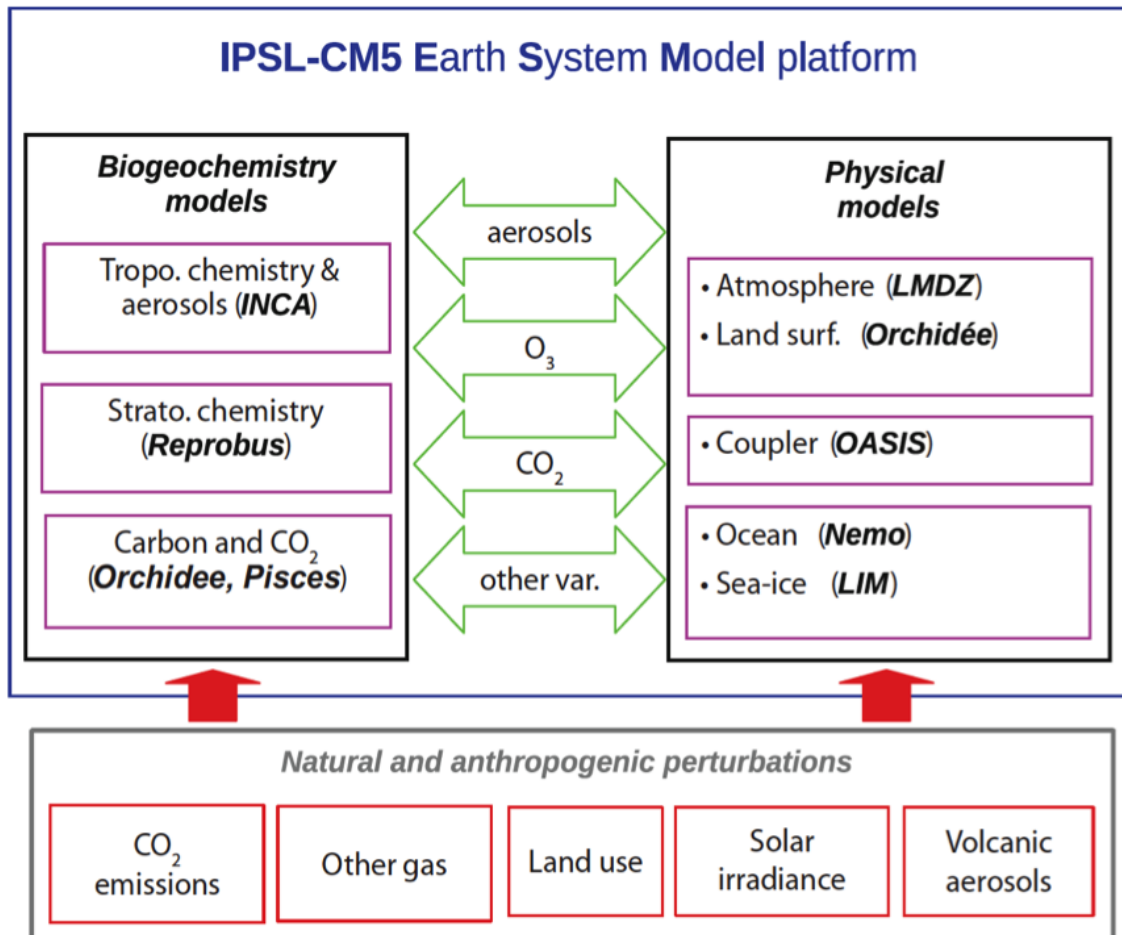 IPSL-CM5 Earth System Model platform
Biogeochemistry
models
Tropo. chemistry &
aerosols (INCA)
Strato. chemistry
(Reprobus)
Carbon and CO₂
(Orchidee, Pisces)
aerosols
O₃
CO₂
other var.
Physical
models
• Atmosphere (LMDZ)
• Land surf. (Orchidée)
• Coupler (OASIS)
• Ocean (Nemo)
• Sea-ice (LIM)
Natural and anthropogenic perturbations
CO₂
emissions
Other gas
Land use
Solar
irradiance
Volcanic
aerosols